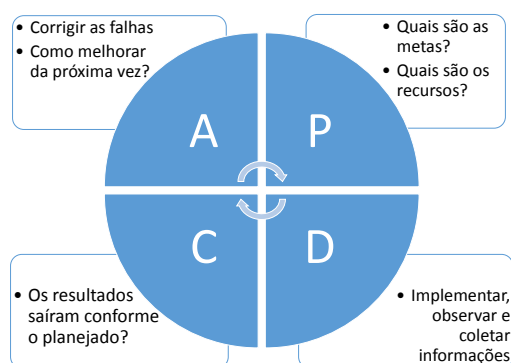 • Corrigir as falhas
• Como melhorar
da próxima vez?
• Quais são as
metas?
• Quais são os
recursos?
A
P
C
D
• Os resultados
saíram conforme
o planejado?
• Implementar,
observar e
coletar
informações